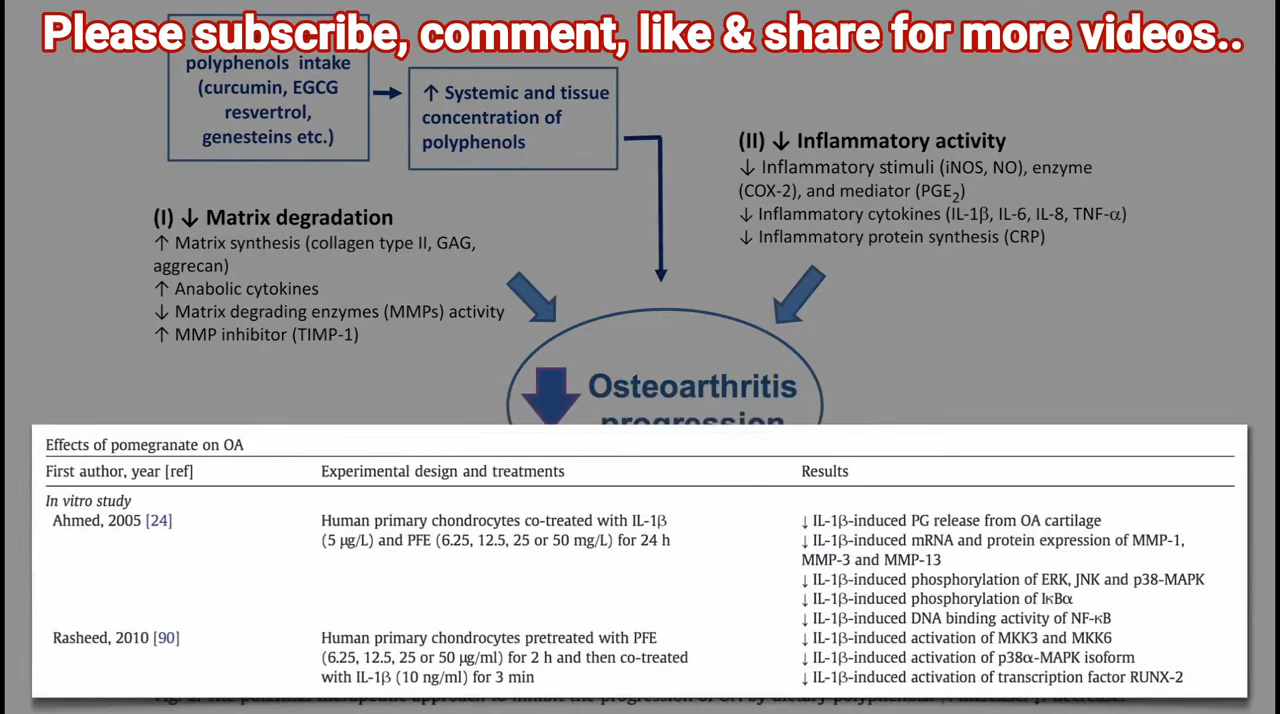 Please subscribe, comment, like & share for more videos..
polyphenols intake
(curcumin, EGCG
resvertrol,
genesteins etc.)
↑ Systemic and tissue
concentration of
polyphenols
(II) ↓ Inflammatory activity
↓ Inflammatory stimuli (iNOS, NO), enzyme
(COX-2), and mediator (PGE2)
↓ Inflammatory cytokines (IL-1β, IL-6, IL-8, TNF-α)
↓ Inflammatory protein synthesis (CRP)
(I) ↓ Matrix degradation
↑ Matrix synthesis (collagen type II, GAG,
aggrecan)
↑ Anabolic cytokines
↓ Matrix degrading enzymes (MMPs) activity
↑ MMP inhibitor (TIMP-1)
Osteoarthritis
progression
Effects of pomegranate on OA
First author, year [ref] Experimental design and treatments Results
In vitro study
Ahmed, 2005 [24] Human primary chondrocytes co-treated with IL-1β ↓ IL-1β-induced PG release from OA cartilage
(5 μg/L) and PFE (6.25, 12.5, 25 or 50 mg/L) for 24 h ↓ IL-1β-induced mRNA and protein expression of MMP-1,
MMP-3 and MMP-13
↓ IL-1β-induced phosphorylation of ERK, JNK and p38-MAPK
↓ IL-1β-induced phosphorylation of IκBα
↓ IL-1β-induced DNA binding activity of NF-κB
Rasheed, 2010 [90] Human primary chondrocytes pretreated with PFE ↓ IL-1β-induced activation of MKK3 and MKK6
(6.25, 12.5, 25 or 50 μg/ml) for 2 h and then co-treated ↓ IL-1β-induced activation of p38α-MAPK isoform
with IL-1β (10 ng/ml) for 3 min ↓ IL-1β-induced activation of transcription factor RUNX-2